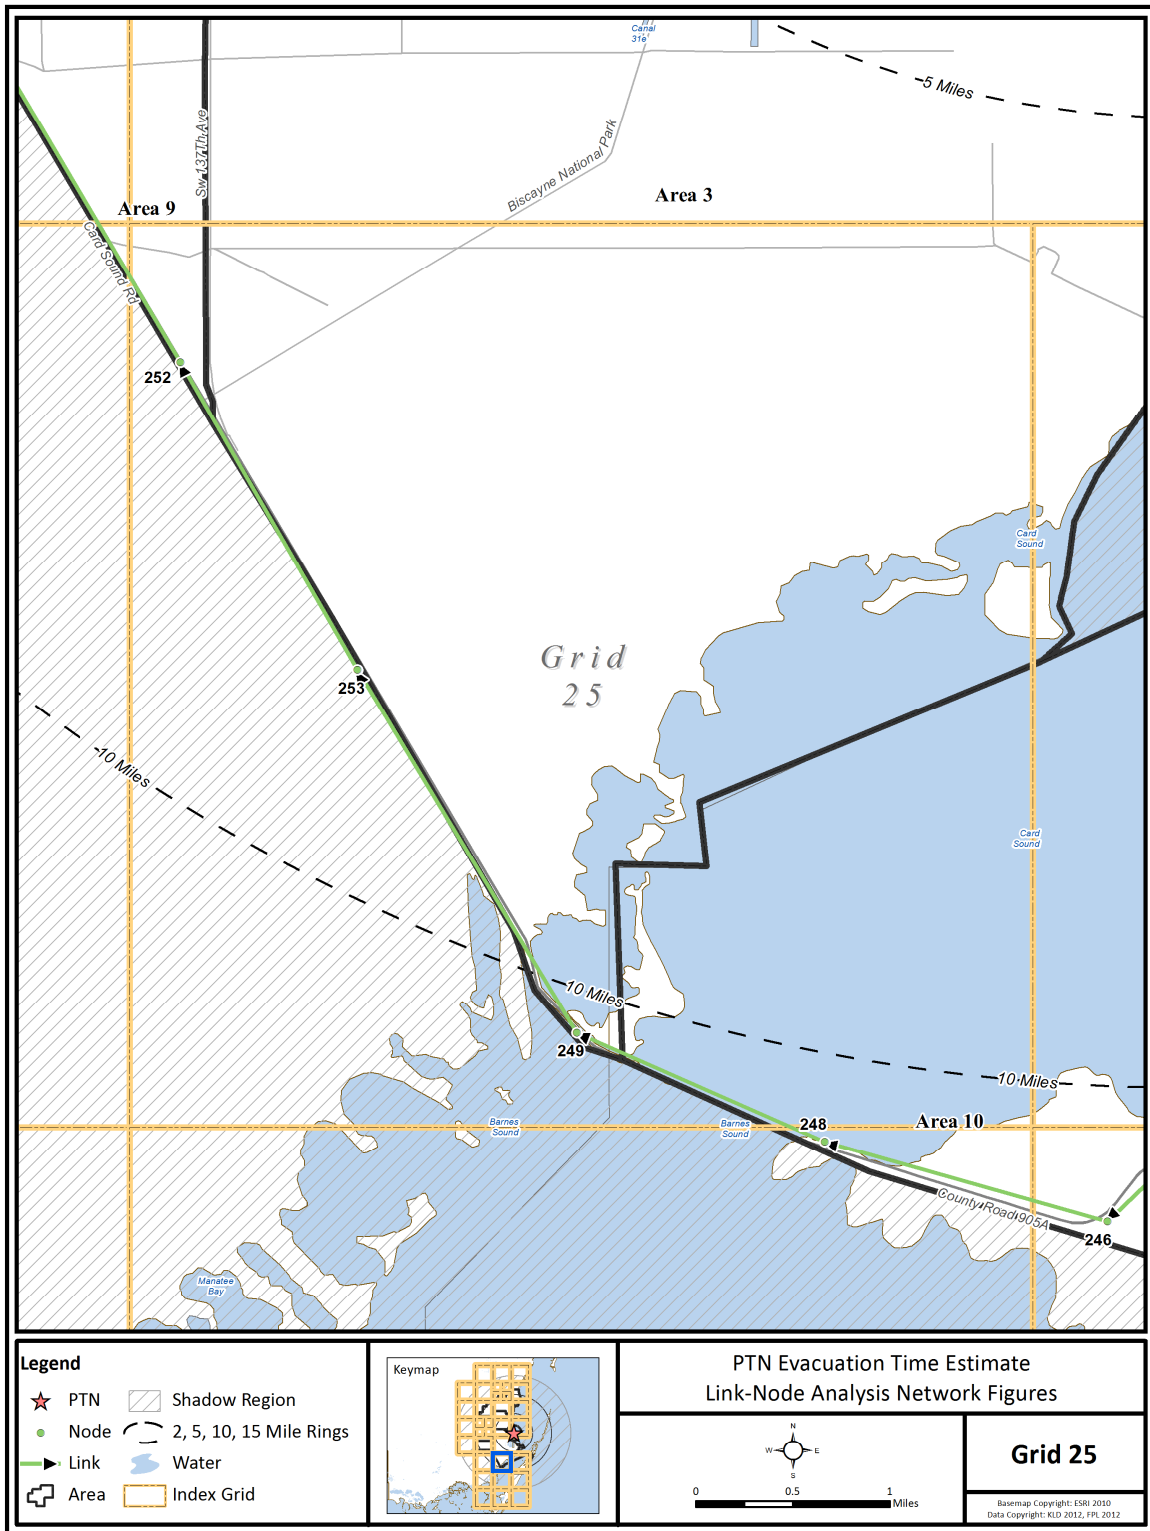 Canal
31e
5 Miles
Sw 137Th Ave
Biscayne National Park
Area 3
Area 9
Card Sound Rd
252
Card
Sound
Grid
25
253
10 Miles
Card
Sound
10 Miles
249
10 Miles
Barnes
Sound
Barnes
Sound
248
Area 10
County Road 905A
246
Manatee
Bay
Legend
PTN
Shadow Region
Node
2, 5, 10, 15 Mile Rings
Link
Water
Area
Index Grid
Keymap
PTN Evacuation Time Estimate
Link-Node Analysis Network Figures
N
W
E
S
0
0.5
1
Miles
Grid 25
Basemap Copyright: ESRI 2010
Data Copyright: KLD 2012, FPL 2012